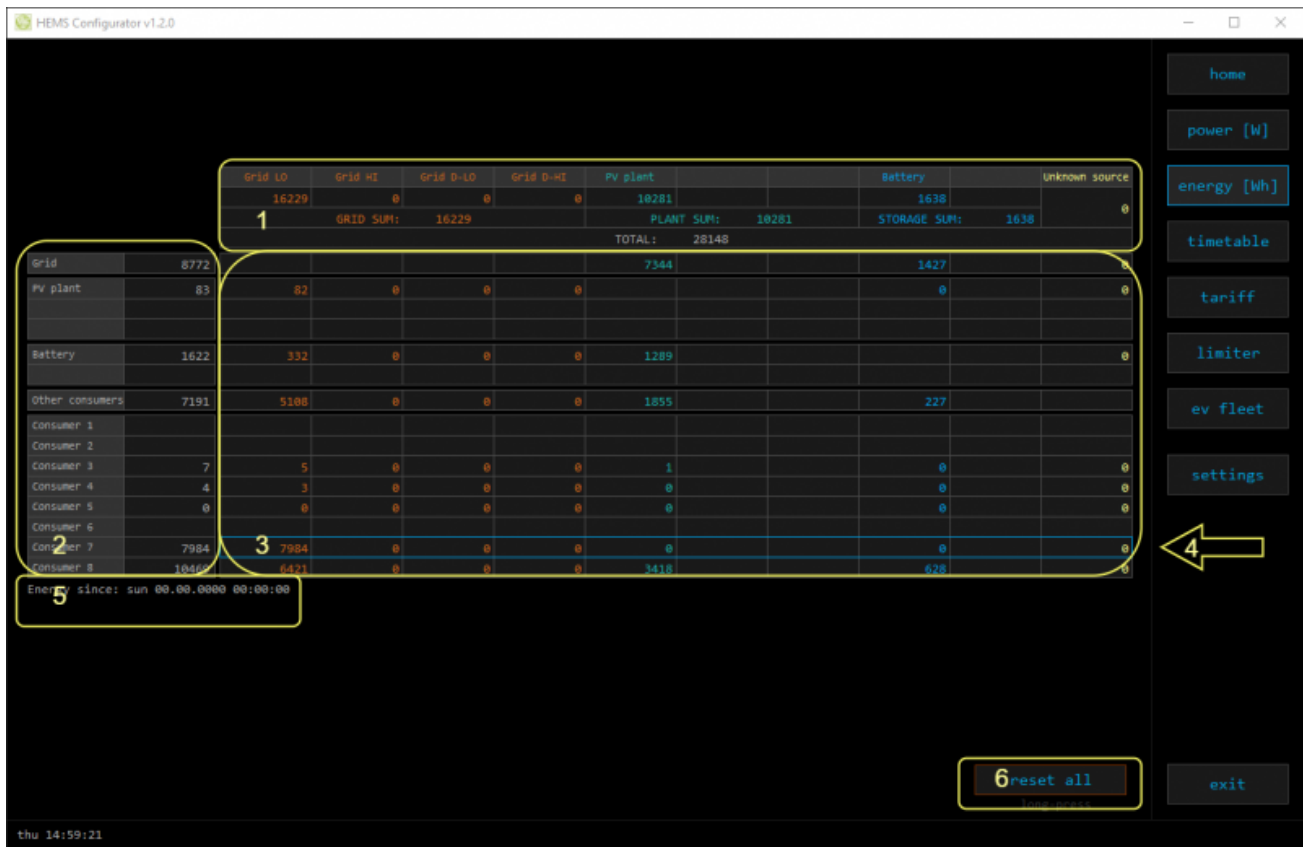 HEMS Configurator v1.2.0
home
power [W]
energy [Wh]
timetable
tariff
limiter
ev fleet
settings
exit
Grid LO Grid HI Grid D-LO Grid D-HI PV plant Battery Unknown source
16229 0 0 0 10281 1638 0
1 GRID SUM: 16229 PLANT SUM: 10281 STORAGE SUM: 1638
TOTAL: 28148
Grid 8772 7344 1427 0
PV plant 83 82 0 0 0 0 0
Battery 1622 332 0 0 0 1289 0
Other consumers 7191 5108 0 0 0 1855 227
Consumer 1
Consumer 2
Consumer 3 7 5 0 0 0 1 0 0
Consumer 4 4 3 0 0 0 0 0 0
Consumer 5 0 0 0 0 0 0 0 0
Consumer 6
Consumer 7 2 7984 3 7984 0 0 0 0 0 0 4
Consumer 8 10469 6421 0 0 0 3418 628 0
Energy since: sun 00.00.0000 00:00:00
5
6 reset all
long-press
thu 14:59:21